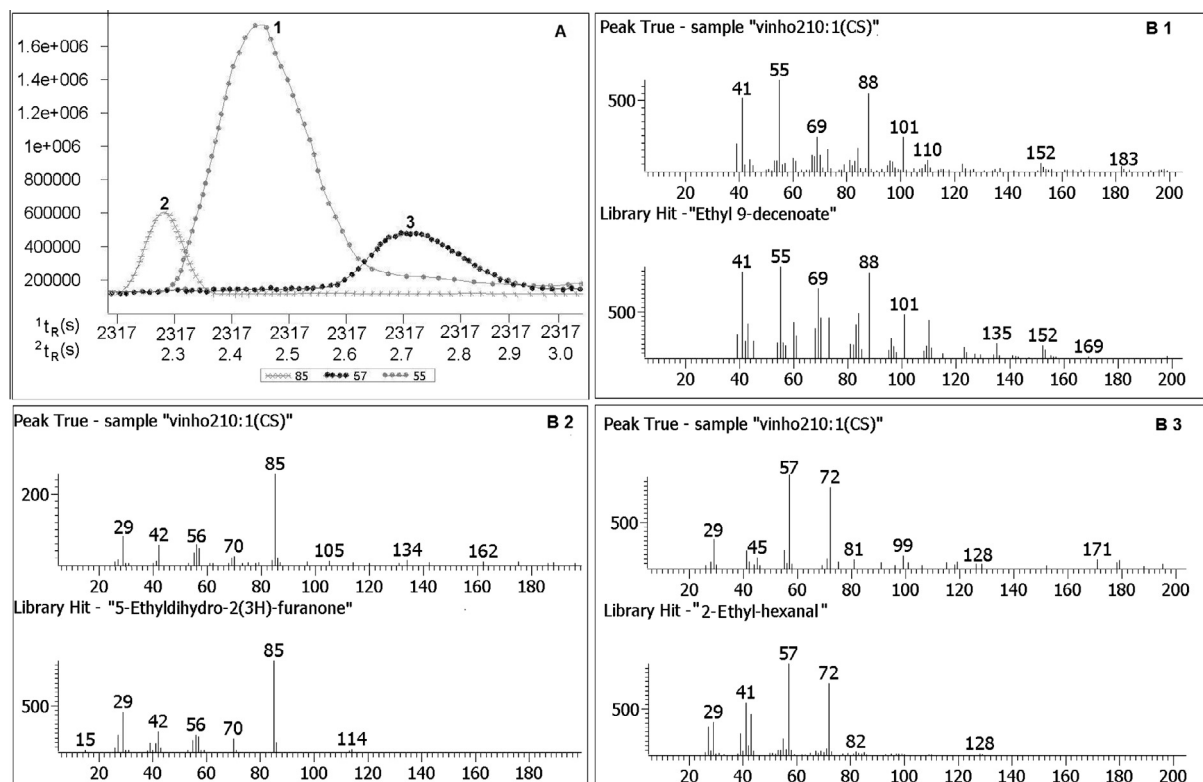 A
1
2
3
1.6e+006
1.4e+006
1.2e+006
1e+006
800000
600000
400000
200000
1tR(s) 2317 2317 2317 2317 2317 2317 2317 2317 2317
2tR(s) 2.3 2.4 2.5 2.6 2.7 2.8 2.9 3.0
85 57 55
Peak True - sample "vinho210:1(CS)" B 1
500
41 55 69 88 101 110 152 183
20 40 60 80 100 120 140 160 180 200
Library Hit -"Ethyl 9-decenoate"
500
41 55 69 88 101 135 152 169
20 40 60 80 100 120 140 160 180 200
Peak True - sample "vinho210:1(CS)" B 2
200
29 42 56 70 85 105 134 162
20 40 60 80 100 120 140 160 180
Library Hit - "5-Ethyldihydro-2(3H)-furanone"
500
15 29 42 56 70 85 114
20 40 60 80 100 120 140 160 180
Peak True - sample "vinho210:1(CS)" B 3
500
29 45 57 72 81 99 128 171
20 40 60 80 100 120 140 160 180 200
Library Hit -"2-Ethyl-hexanal"
500
29 41 57 72 82 128
20 40 60 80 100 120 140 160 180 200